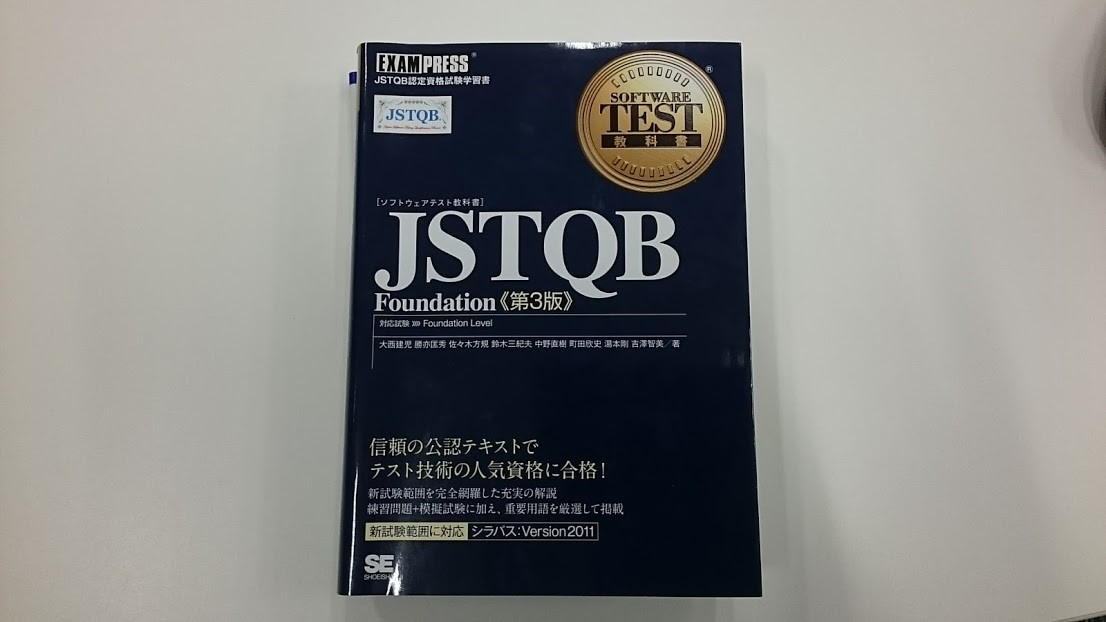 EXAMPRESS®
JSTQB認定資格試験学習書
JSTQB
SOFTWARE
TEST
教科書
®
[ソフトウェアテスト教科書]
JSTQB
Foundation《第3版》
対応試験 >>> Foundation Level
大西建児 勝亦匡秀 佐々木方規 鈴木三紀夫 中野直樹 町田欣史 湯本剛 吉澤智美/著
信頼の公認テキストで
テスト技術の人気資格に合格!
新試験範囲を完全網羅した充実の解説
練習問題+模擬試験に加え、重要用語を厳選して掲載
新試験範囲に対応 シラバス:Version2011
SE